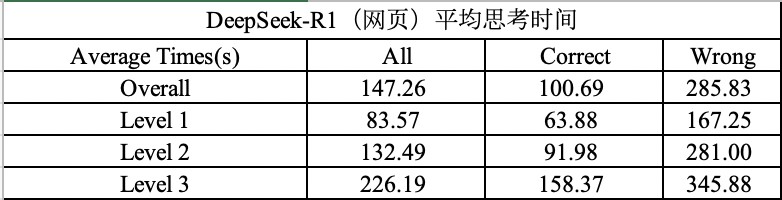 DeepSeek-R1（网页）平均思考时间
Average Times(s) All Correct Wrong
Overall 147.26 100.69 285.83
Level 1 83.57 63.88 167.25
Level 2 132.49 91.98 281.00
Level 3 226.19 158.37 345.88